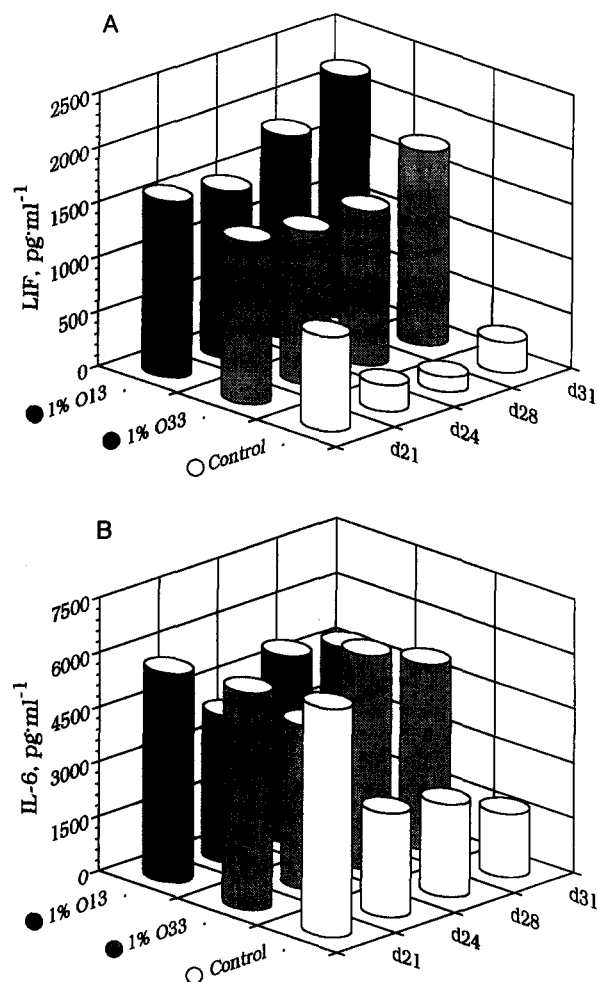 A
LIF, pg·ml⁻¹
2500
2000
1500
1000
500
0
1% O13
1% O33
Control
d21
d24
d28
d31
B
IL-6, pg·ml⁻¹
7500
6000
4500
3000
1500
0
1% O13
1% O33
Control
d21
d24
d28
d31